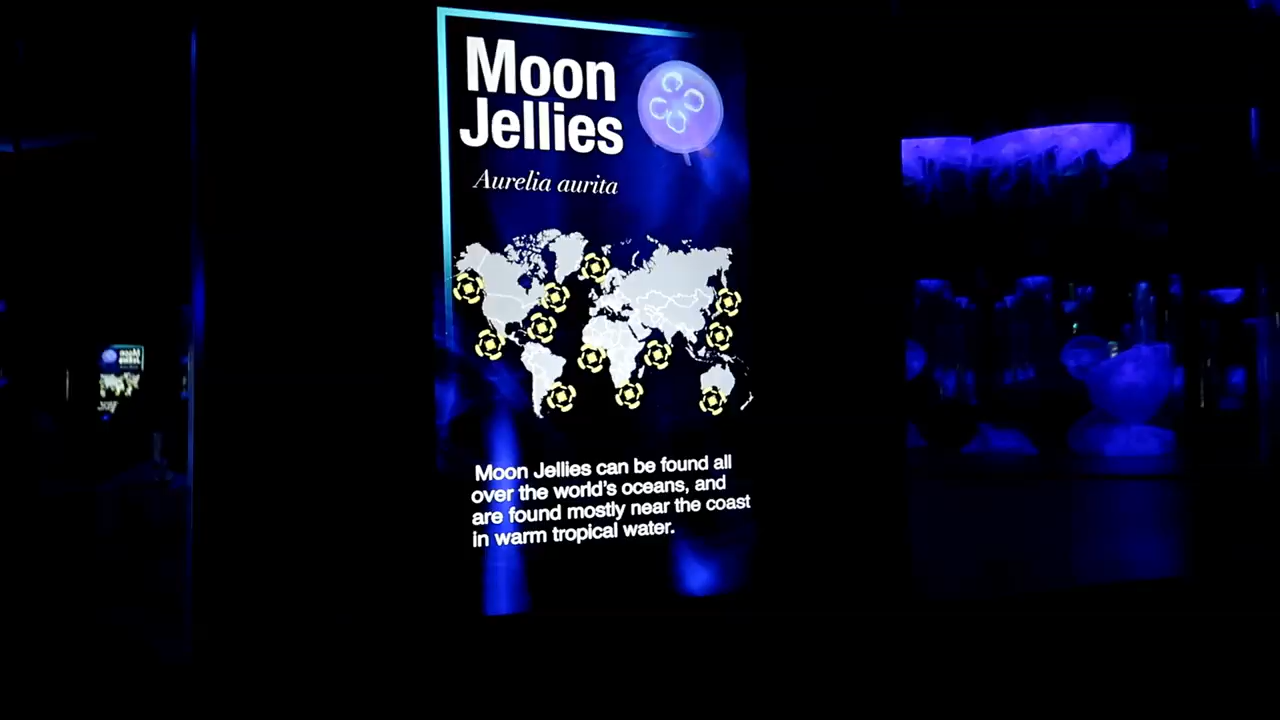 Moon
Jellies
Aurelia aurita
Moon Jellies can be found all
over the world's oceans, and
are found mostly near the coast
in warm tropical water.